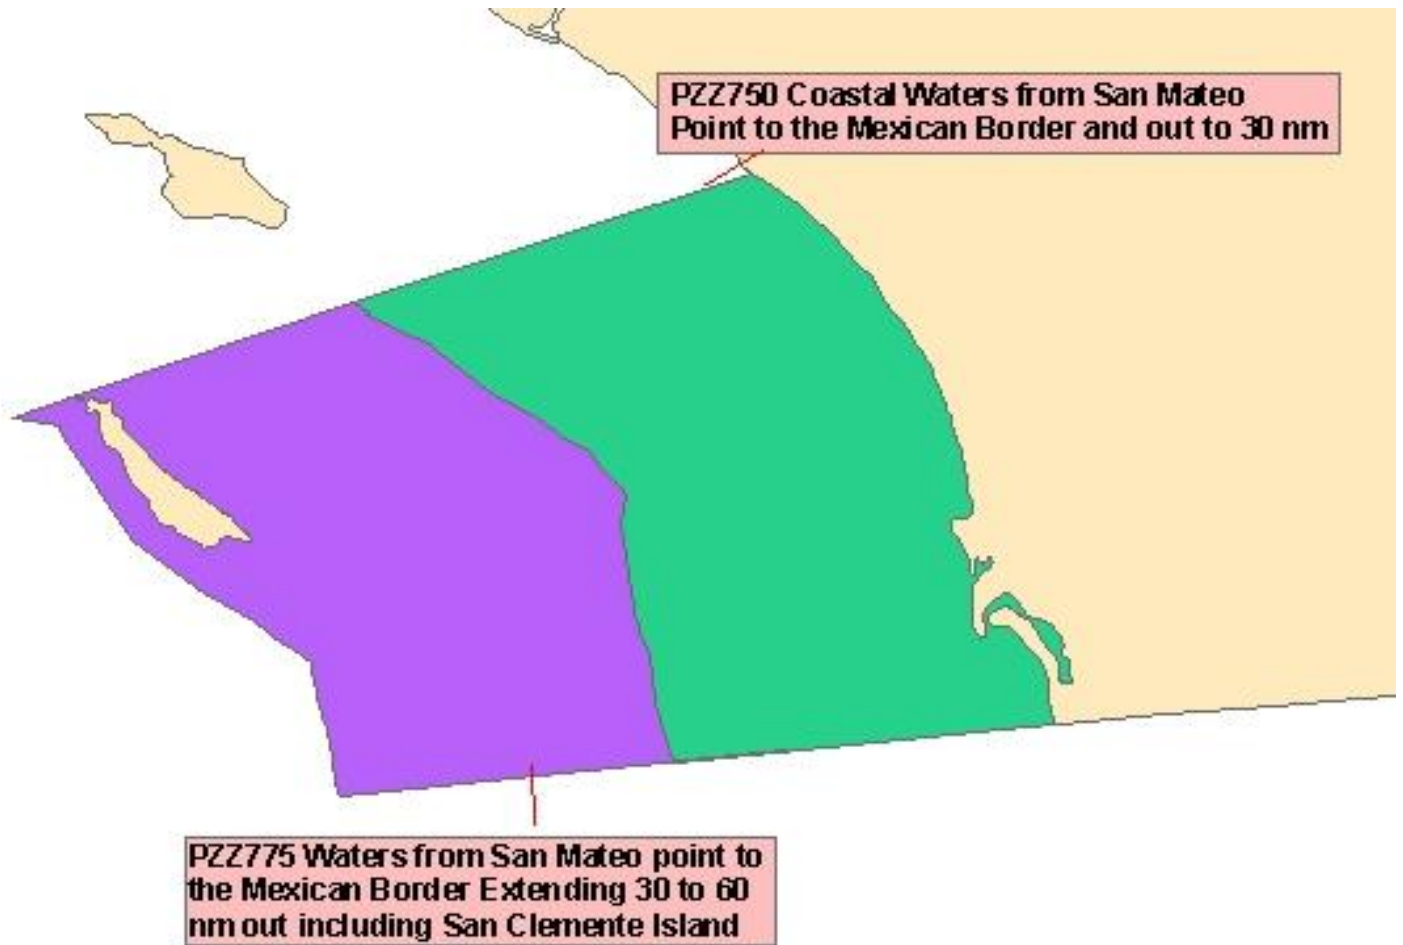 PZZ750 Coastal Waters from San Mateo
Point to the Mexican Border and out to 30 nm
PZZ775 Waters from San Mateo point to
the Mexican Border Extending 30 to 60
nm out including San Clemente Island